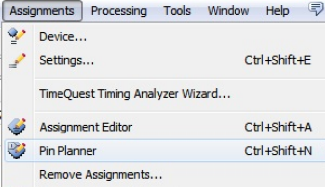 Assignments Processing Tools Window Help
Device...
Settings... Ctrl+Shift+E
TimeQuest Timing Analyzer Wizard...
Assignment Editor Ctrl+Shift+A
Pin Planner Ctrl+Shift+N
Remove Assignments...